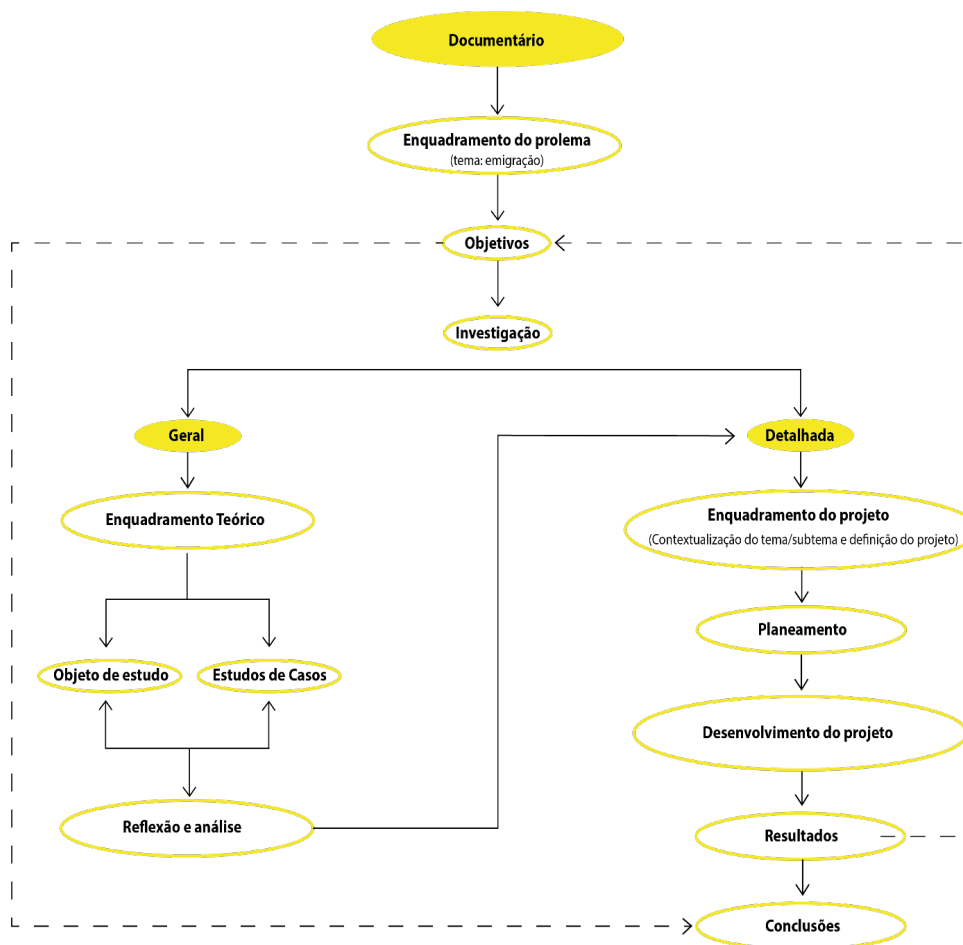 Documentário
Enquadramento do prolema
(tema: emigração)
Objetivos
Investigação
Geral
Detalhada
Enquadramento Teórico
Enquadramento do projeto
(Contextualização do tema/subtema e definição do projeto)
Planeamento
Objeto de estudo
Estudos de Casos
Desenvolvimento do projeto
Reflexão e análise
Resultados
Conclusões